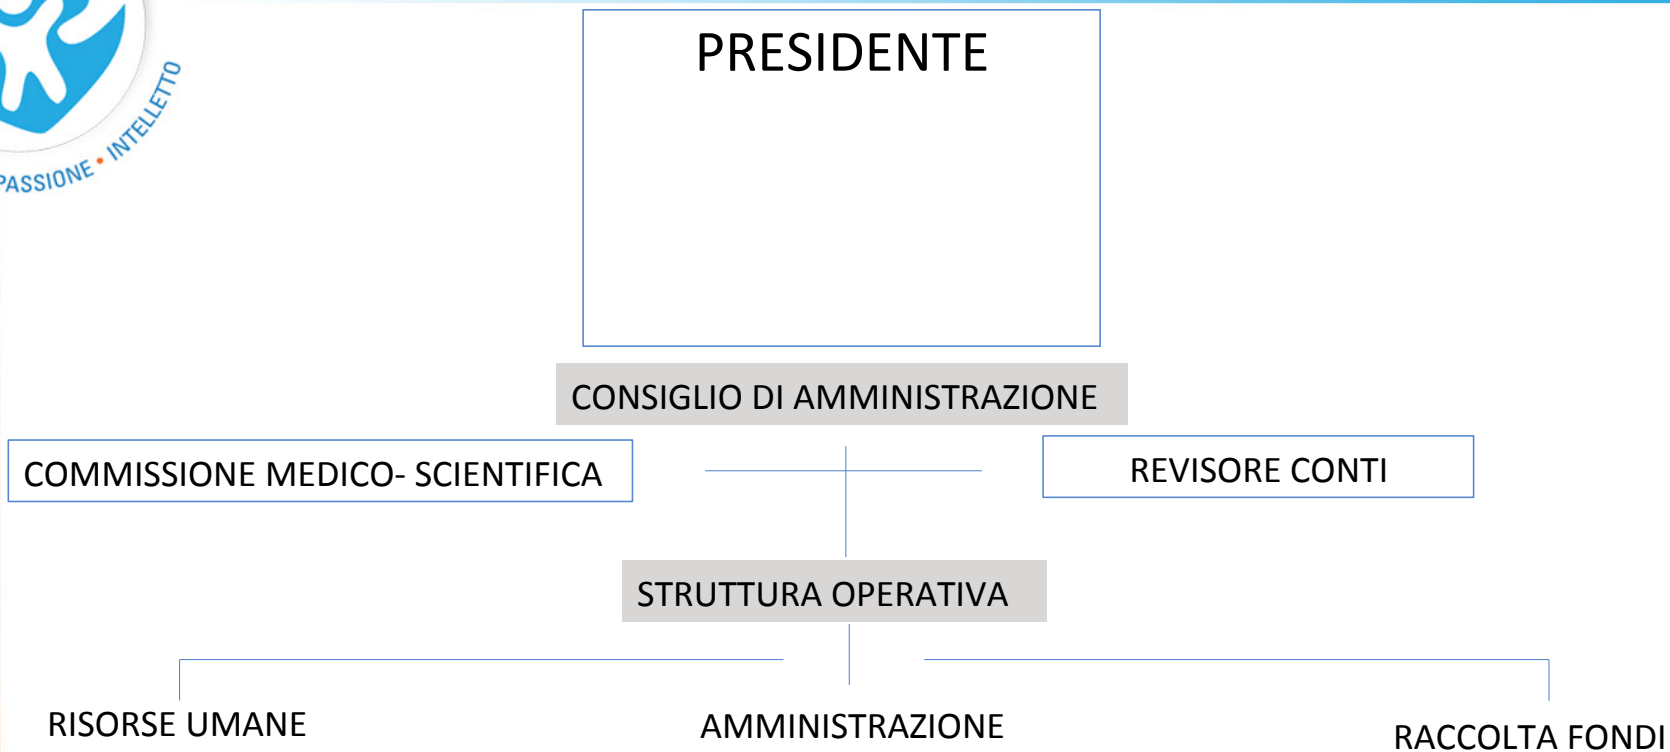 PRESIDENTE
PASSIONE • INTELLETTO
CONSIGLIO DI AMMINISTRAZIONE
COMMISSIONE MEDICO- SCIENTIFICA
REVISORE CONTI
STRUTTURA OPERATIVA
RISORSE UMANE
AMMINISTRAZIONE
RACCOLTA FONDI